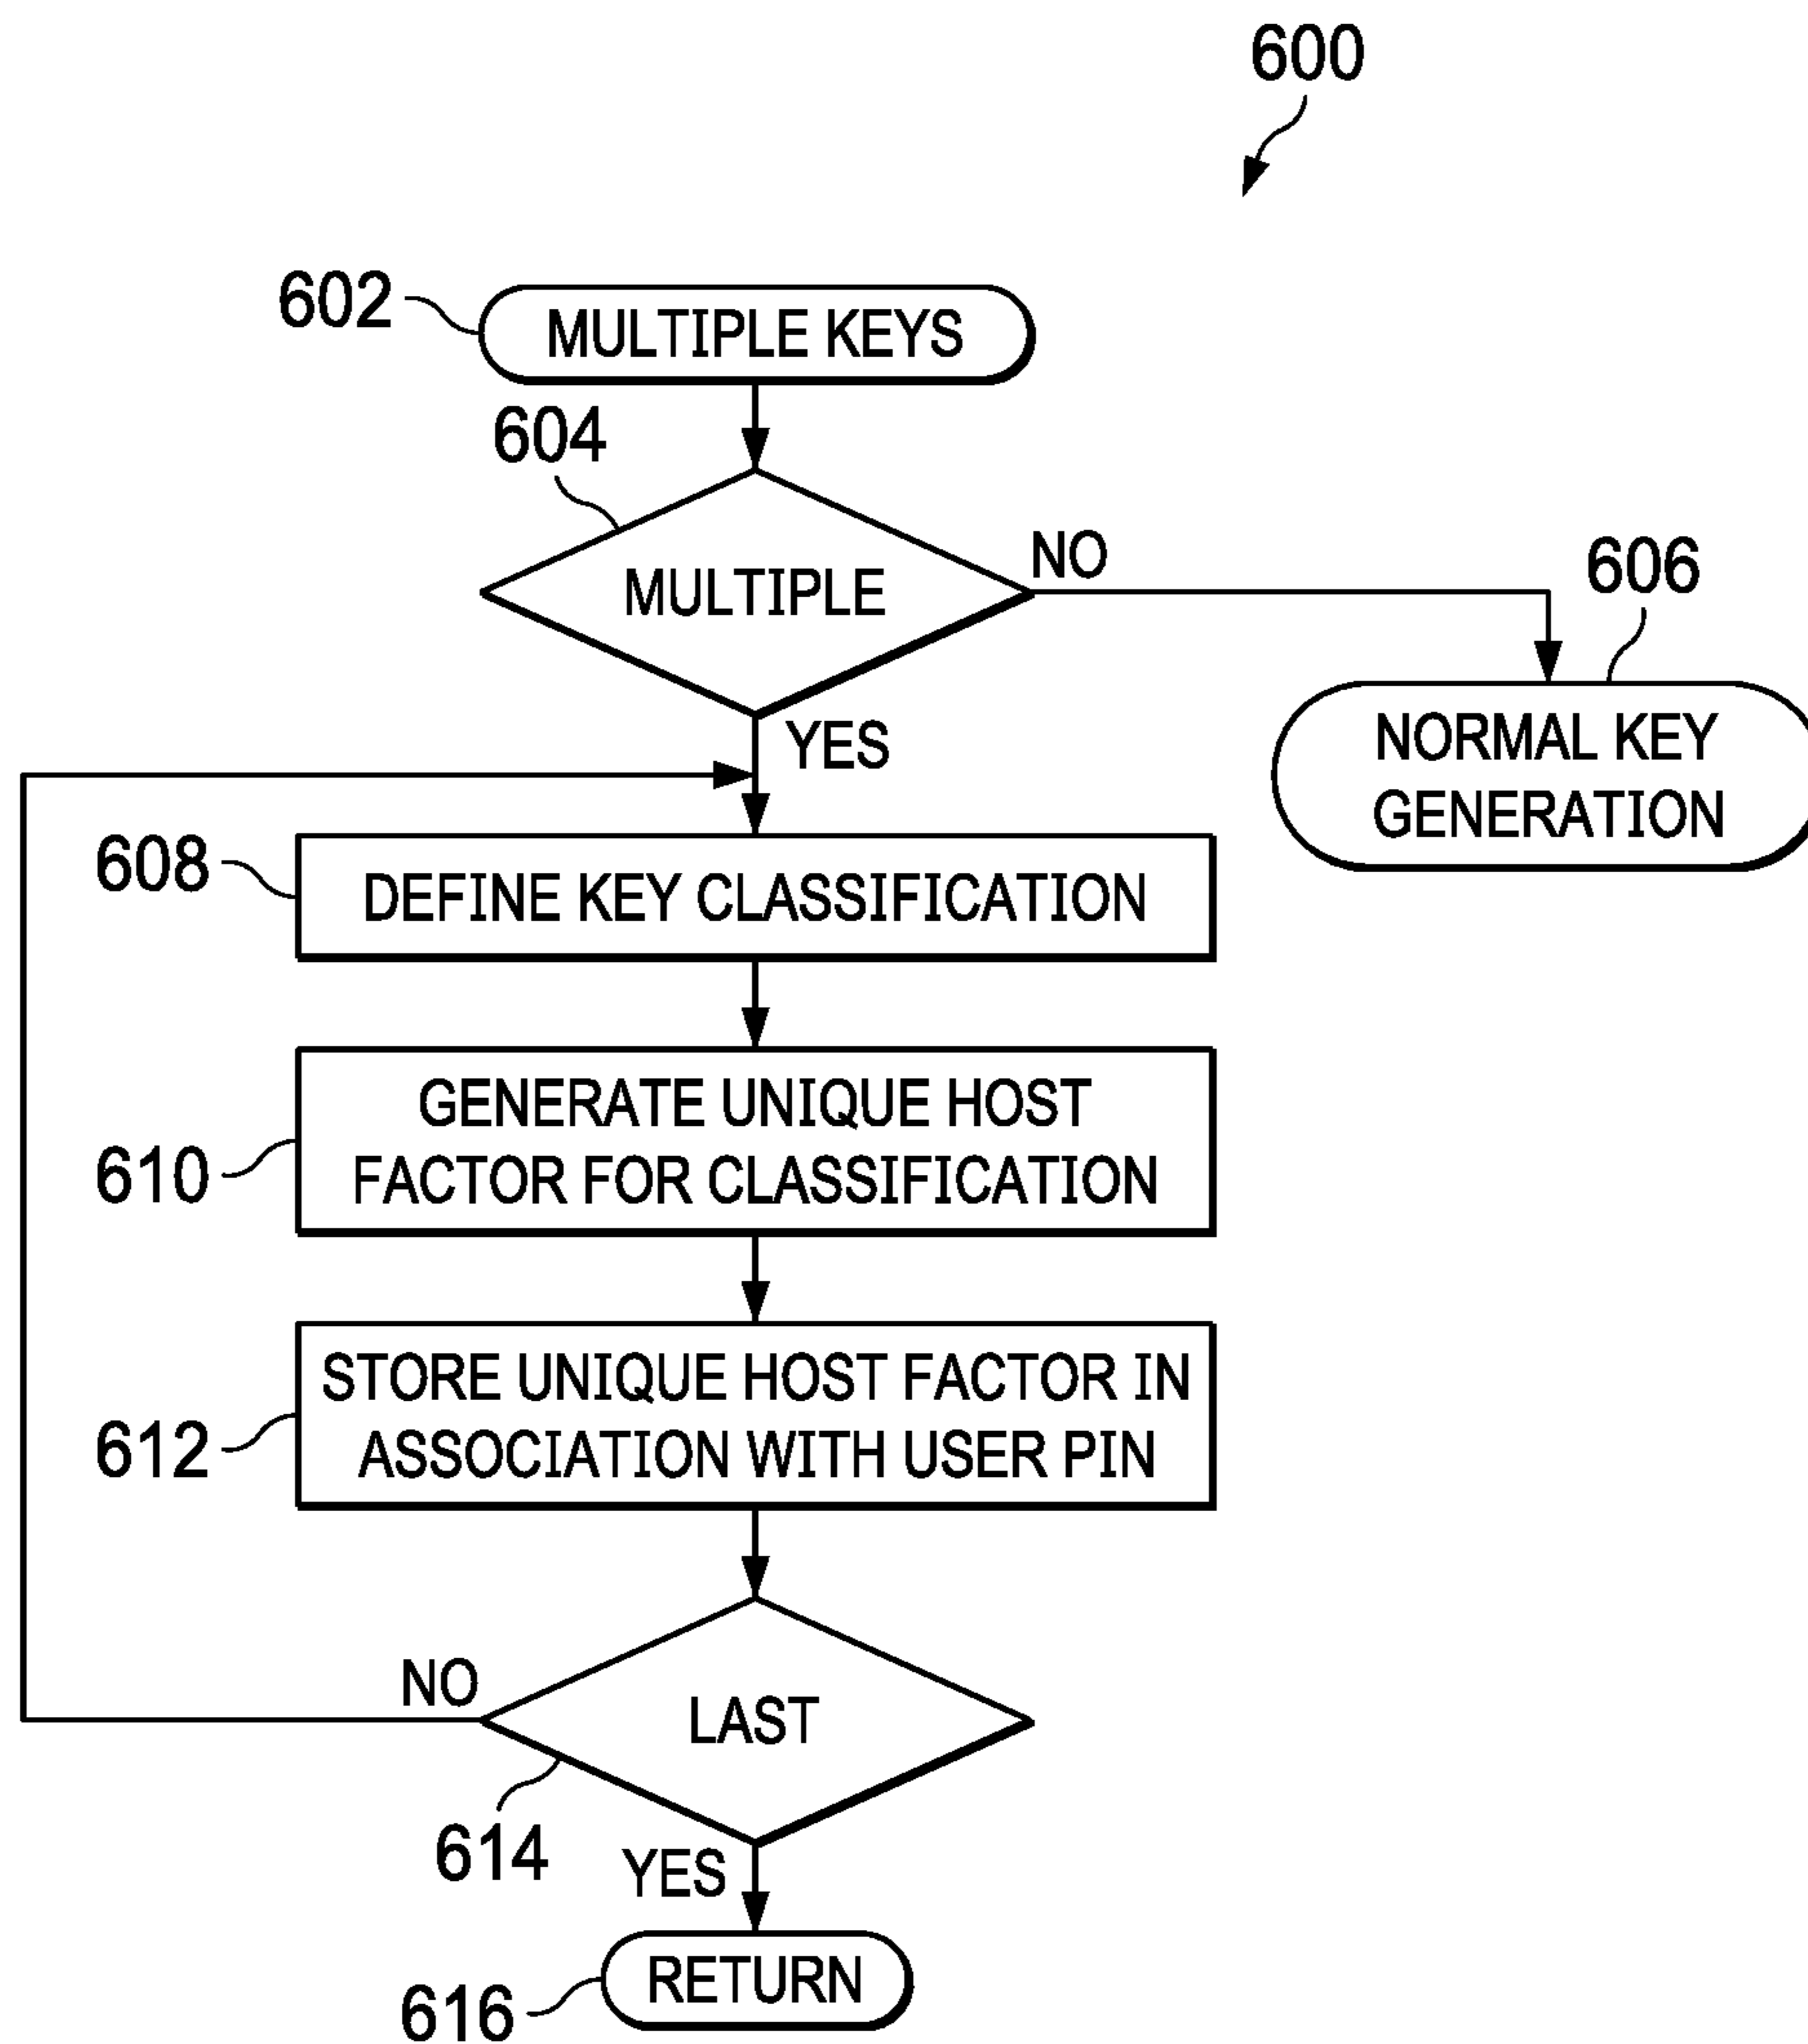 600
602
MULTIPLE KEYS
604
MULTIPLE
NO
606
NORMAL KEY
GENERATION
YES
608
DEFINE KEY CLASSIFICATION
610
GENERATE UNIQUE HOST
FACTOR FOR CLASSIFICATION
612
STORE UNIQUE HOST FACTOR IN
ASSOCIATION WITH USER PIN
NO
LAST
614
YES
616
RETURN